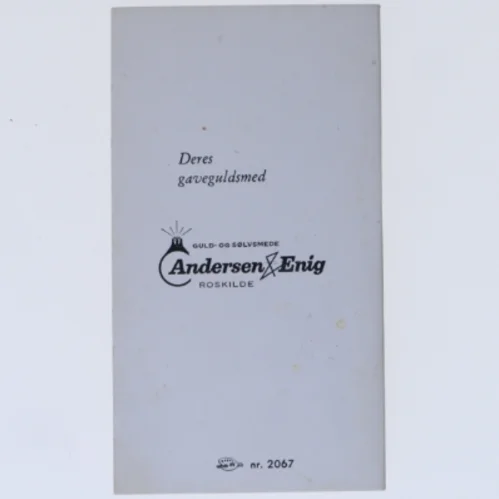 Deres
gaveguldsmed
GULD- OG SØLVSMEDE
Andersen & Enig
ROSKILDE
nr. 2067